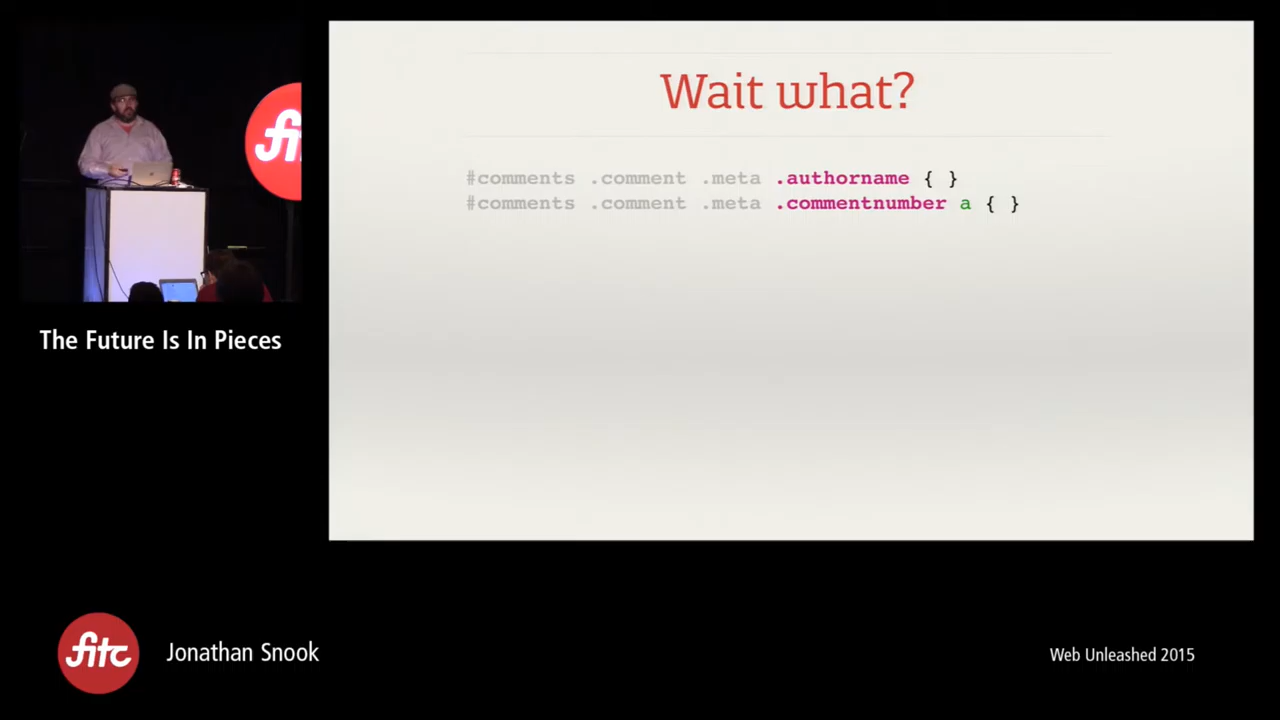 Wait what?
#comments .comment .meta .authorname { }
#comments .comment .meta .commentnumber a { }
fi
The Future Is In Pieces
fitc
Jonathan Snook
Web Unleashed 2015